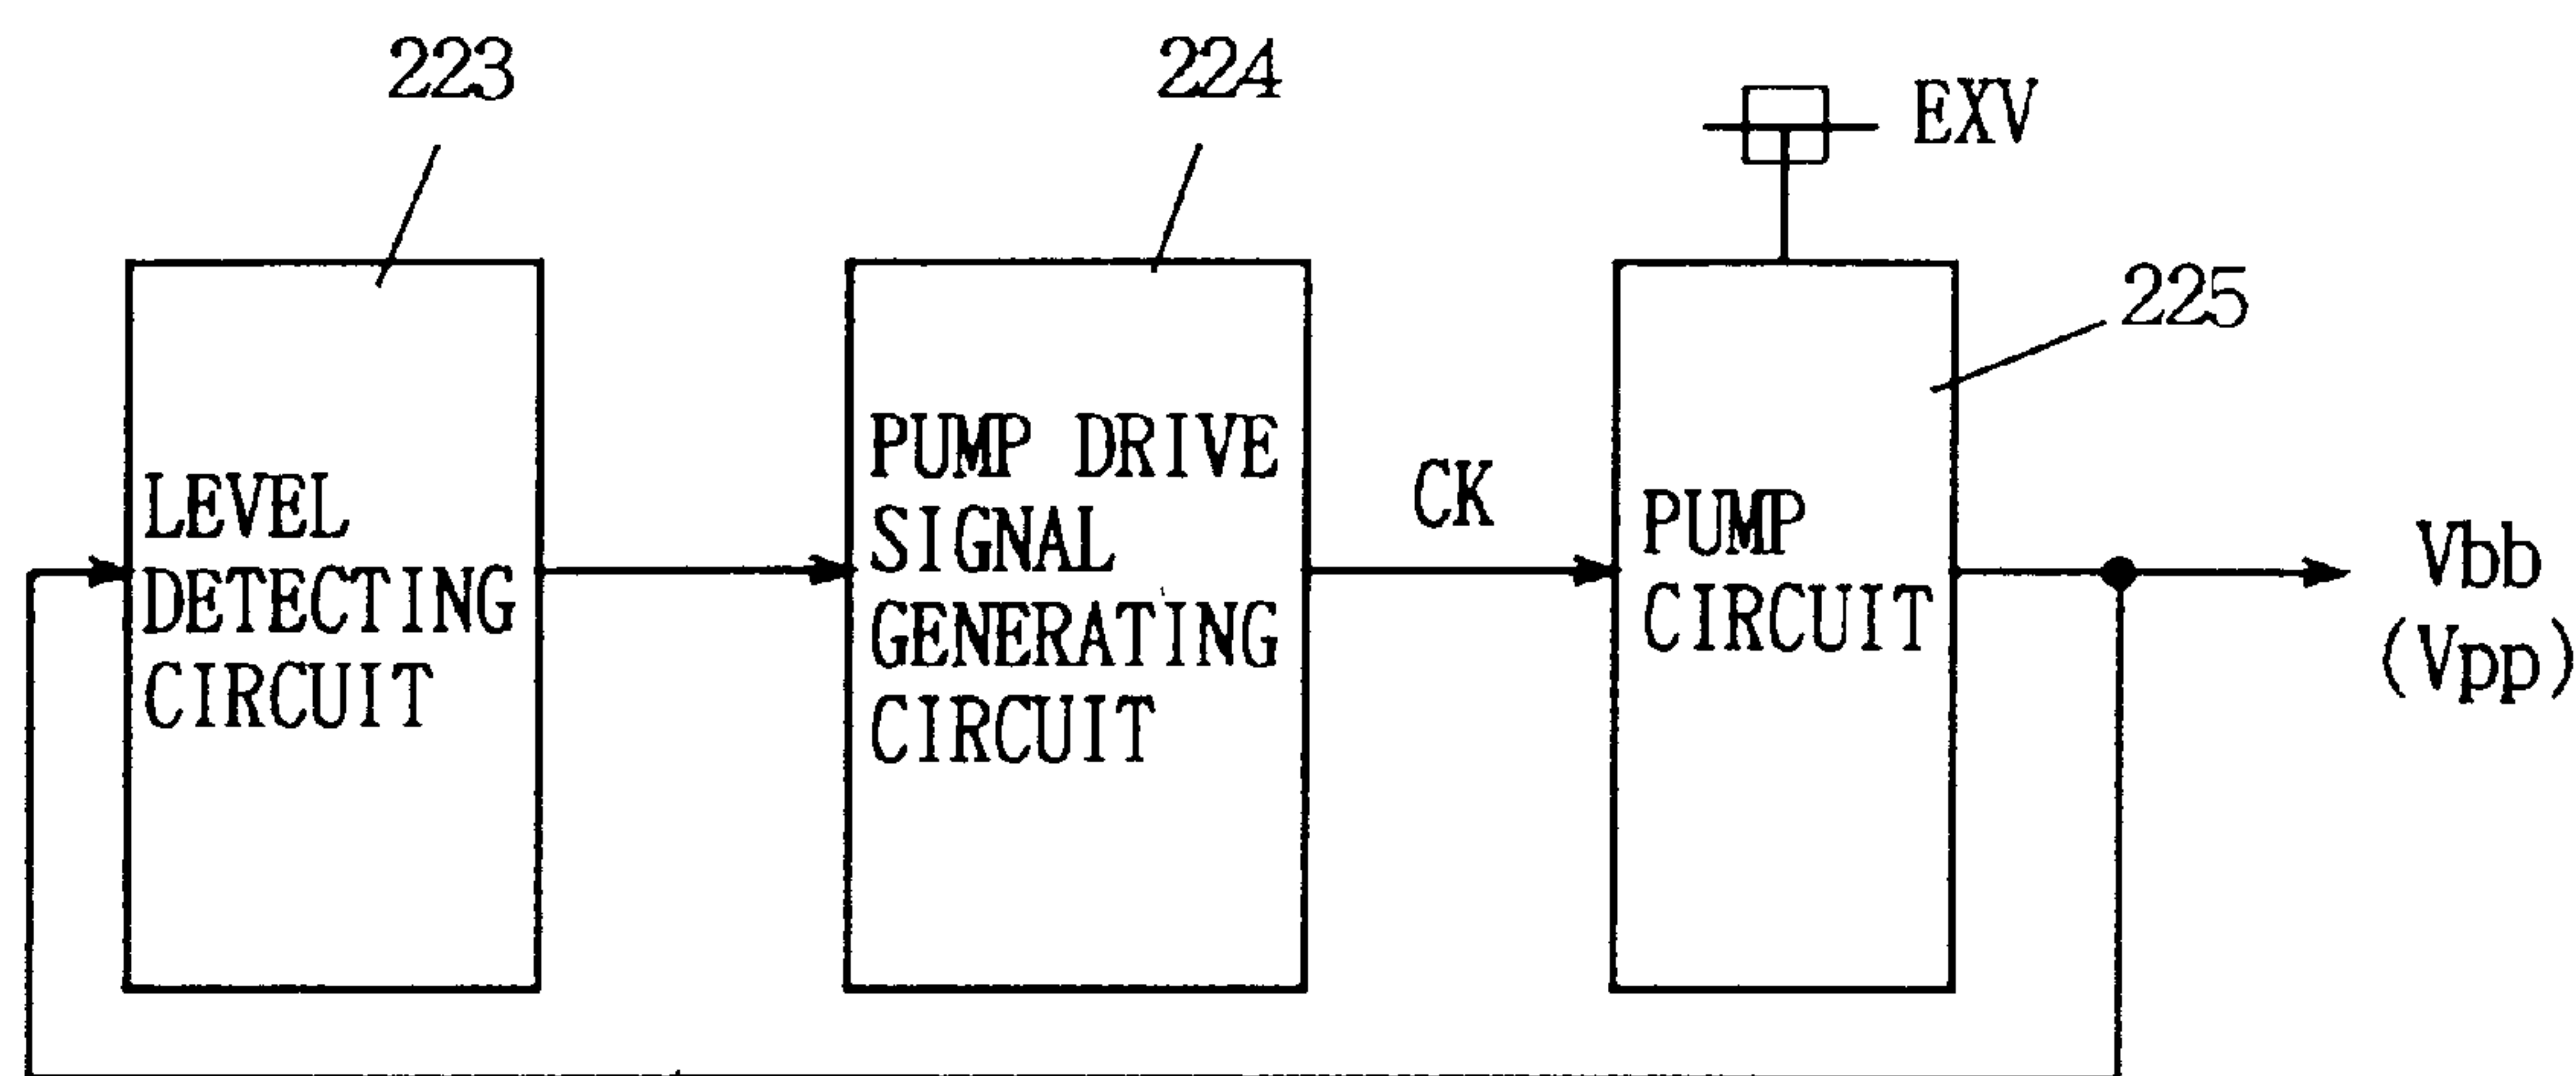 223
224
EXV
225
LEVEL
DETECTING
CIRCUIT
PUMP DRIVE
SIGNAL
GENERATING
CIRCUIT
CK
PUMP
CIRCUIT
Vbb
(Vpp)